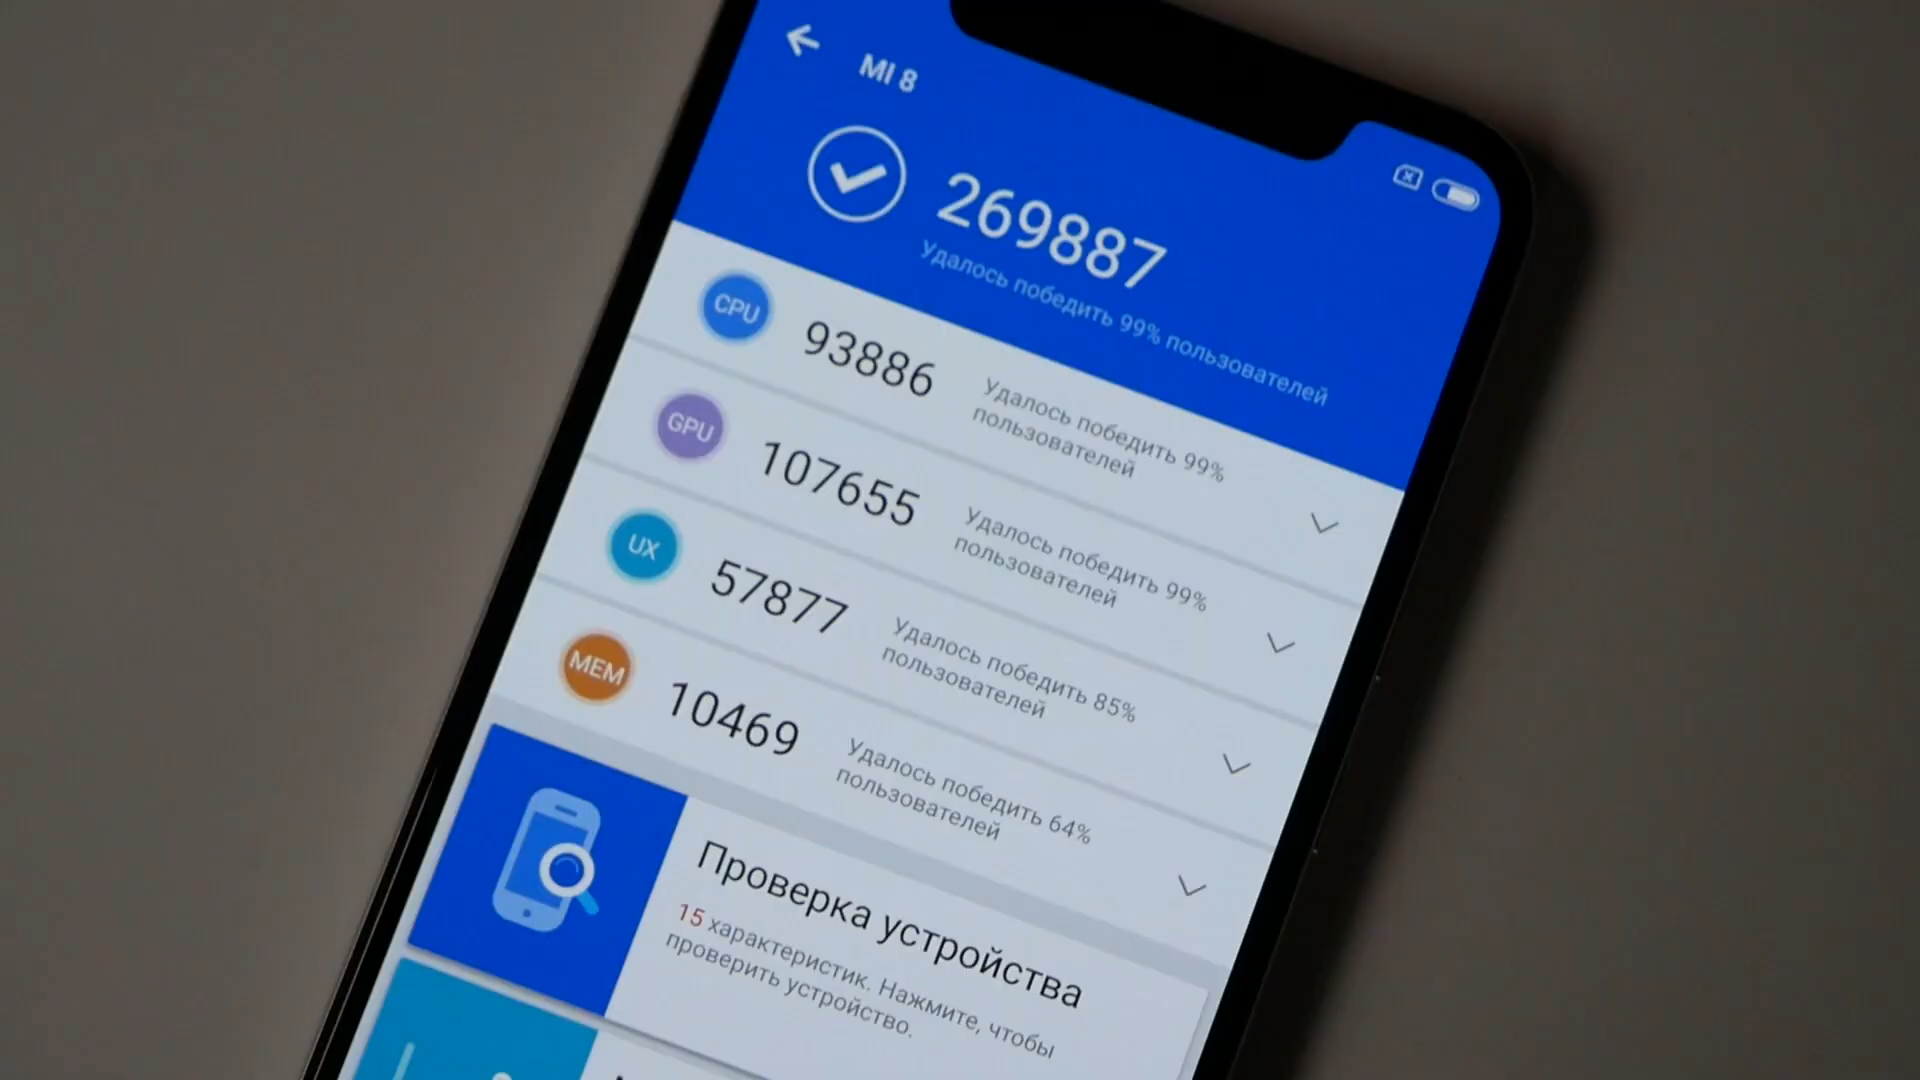 MI 8
269887
Удалось победить 99% пользователей
CPU
93886
Удалось победить 99%
пользователей
GPU
107655
Удалось победить 99%
пользователей
UX
57877
Удалось победить 85%
пользователей
MEM
10469
Удалось победить 64%
пользователей
Проверка устройства
15 характеристик. Нажмите, чтобы
проверить устройство.